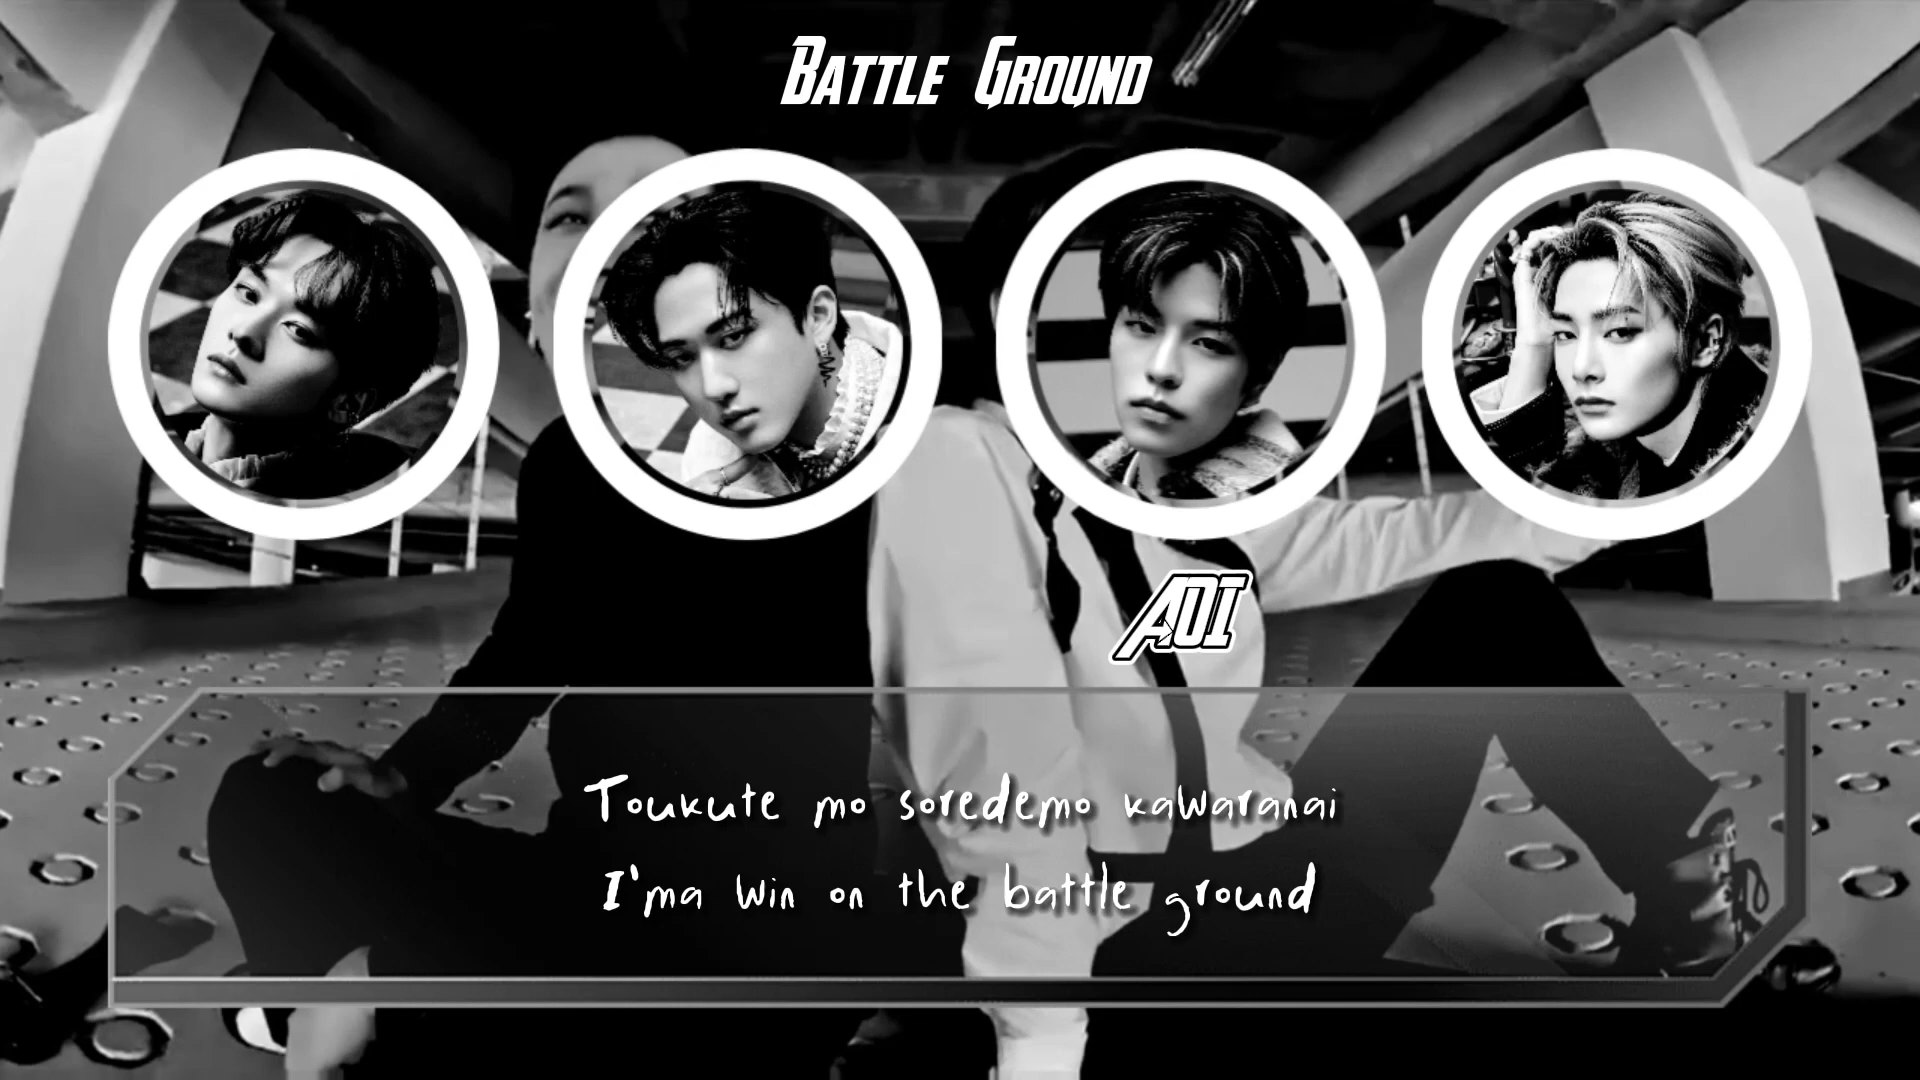 Battle Ground
AOI
Toukute mo soredemo kawaranai
I'ma win on the battle ground